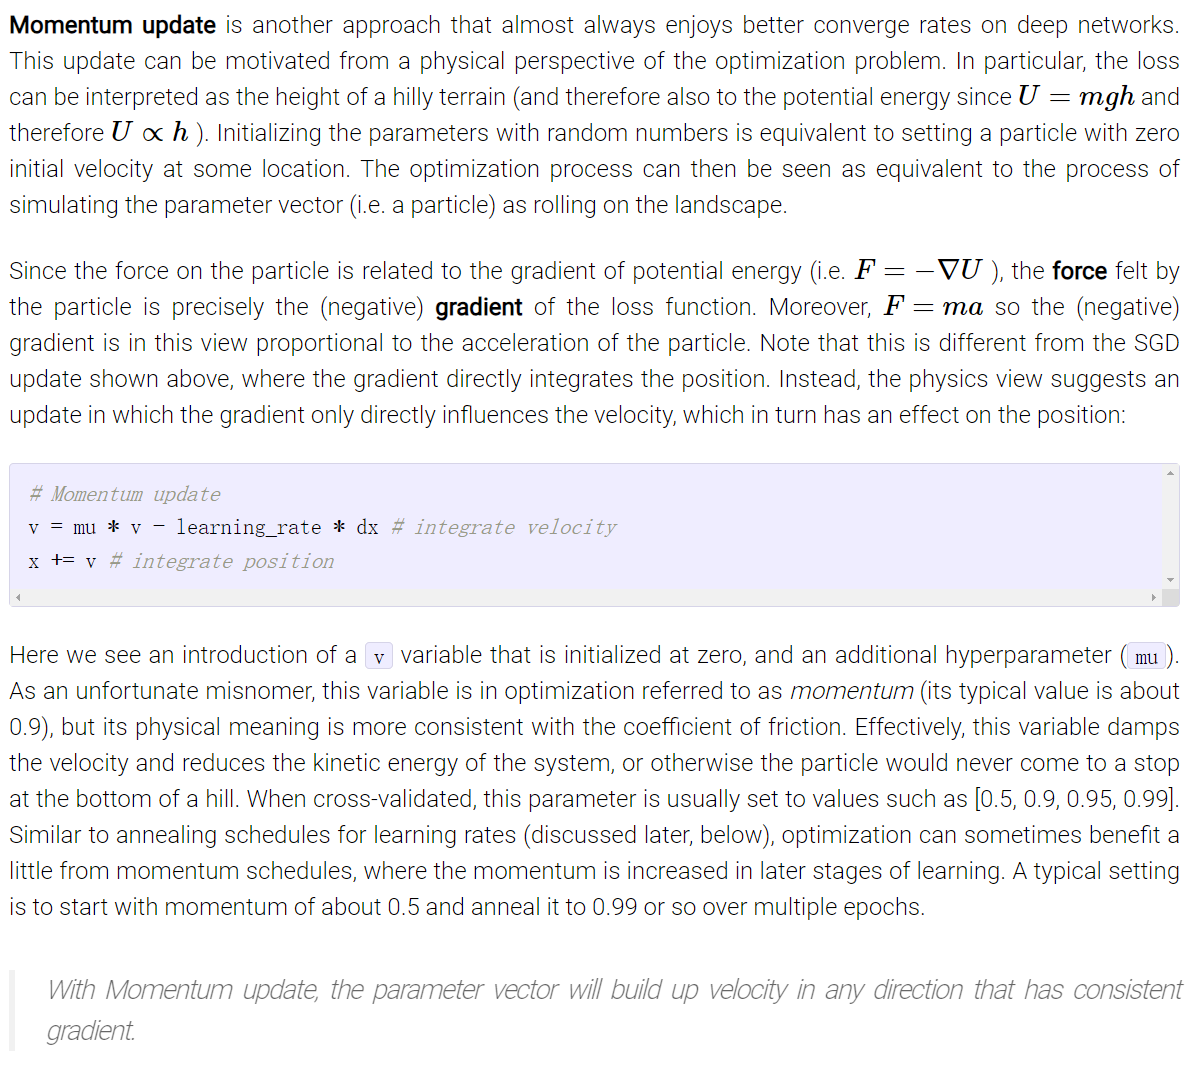 Momentum update is another approach that almost always enjoys better converge rates on deep networks.
This update can be motivated from a physical perspective of the optimization problem. In particular, the loss
can be interpreted as the height of a hilly terrain (and therefore also to the potential energy since U = mgh and
therefore U ∝ h ). Initializing the parameters with random numbers is equivalent to setting a particle with zero
initial velocity at some location. The optimization process can then be seen as equivalent to the process of
simulating the parameter vector (i.e. a particle) as rolling on the landscape.
Since the force on the particle is related to the gradient of potential energy (i.e. F = −∇U ), the force felt by
the particle is precisely the (negative) gradient of the loss function. Moreover, F = ma so the (negative)
gradient is in this view proportional to the acceleration of the particle. Note that this is different from the SGD
update shown above, where the gradient directly integrates the position. Instead, the physics view suggests an
update in which the gradient only directly influences the velocity, which in turn has an effect on the position:
# Momentum update
v = mu * v - learning_rate * dx # integrate velocity
x += v # integrate position
Here we see an introduction of a v variable that is initialized at zero, and an additional hyperparameter ( mu ).
As an unfortunate misnomer, this variable is in optimization referred to as momentum (its typical value is about
0.9), but its physical meaning is more consistent with the coefficient of friction. Effectively, this variable damps
the velocity and reduces the kinetic energy of the system, or otherwise the particle would never come to a stop
at the bottom of a hill. When cross-validated, this parameter is usually set to values such as [0.5, 0.9, 0.95, 0.99].
Similar to annealing schedules for learning rates (discussed later, below), optimization can sometimes benefit a
little from momentum schedules, where the momentum is increased in later stages of learning. A typical setting
is to start with momentum of about 0.5 and anneal it to 0.99 or so over multiple epochs.
With Momentum update, the parameter vector will build up velocity in any direction that has consistent
gradient.